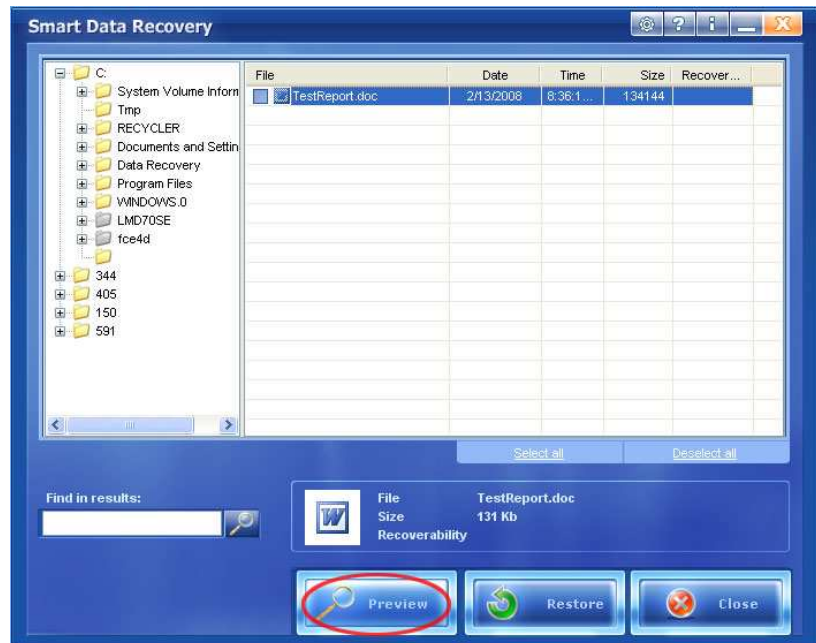 Smart Data Recovery
? i
C:
System Volume Inform
Tmp
RECYCLER
Documents and Settin
Data Recovery
Program Files
WINDOWS.0
LMD70SE
fce4d
344
405
150
591
File Date Time Size Recover...
TestReport.doc 2/13/2008 8:36:1... 134144
Select all Deselect all
Find in results:
File TestReport.doc
Size 131 Kb
Recoverability
W
Preview Restore Close